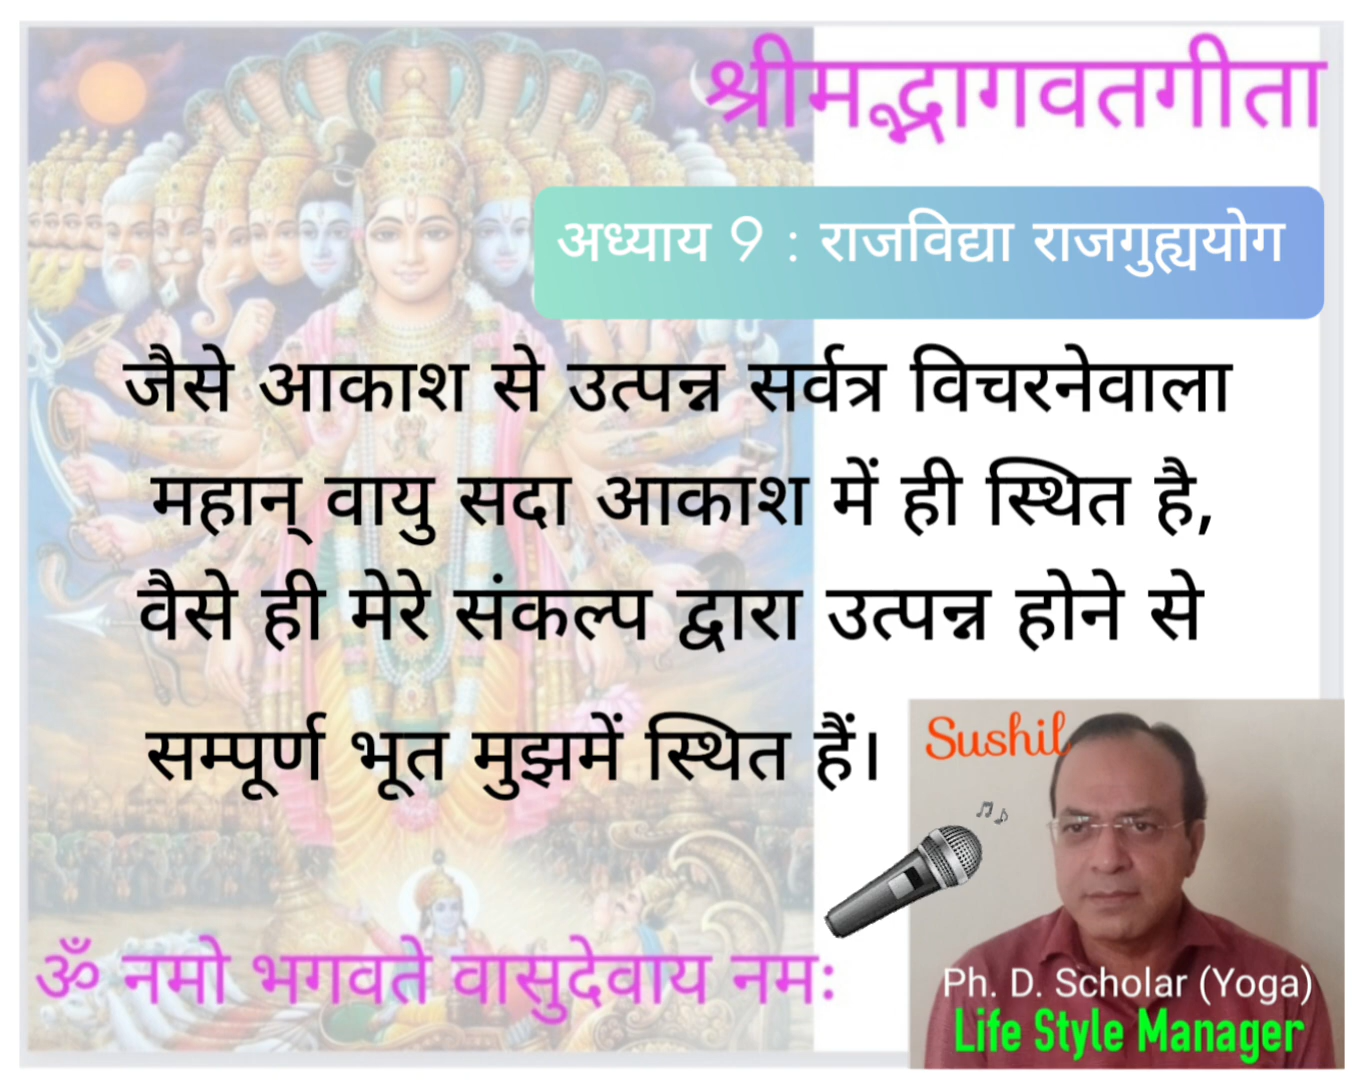 श्रीमद्भागवतगीता
अध्याय 9 : राजविद्या राजगुह्ययोग
जैसे आकाश से उत्पन्न सर्वत्र विचरनेवाला
महान् वायु सदा आकाश में ही स्थित है,
वैसे ही मेरे संकल्प द्वारा उत्पन्न होने से
सम्पूर्ण भूत मुझमें स्थित हैं।
Sushil
ॐ नमो भगवते वासुदेवाय नमः
Ph. D. Scholar (Yoga)
Life Style Manager